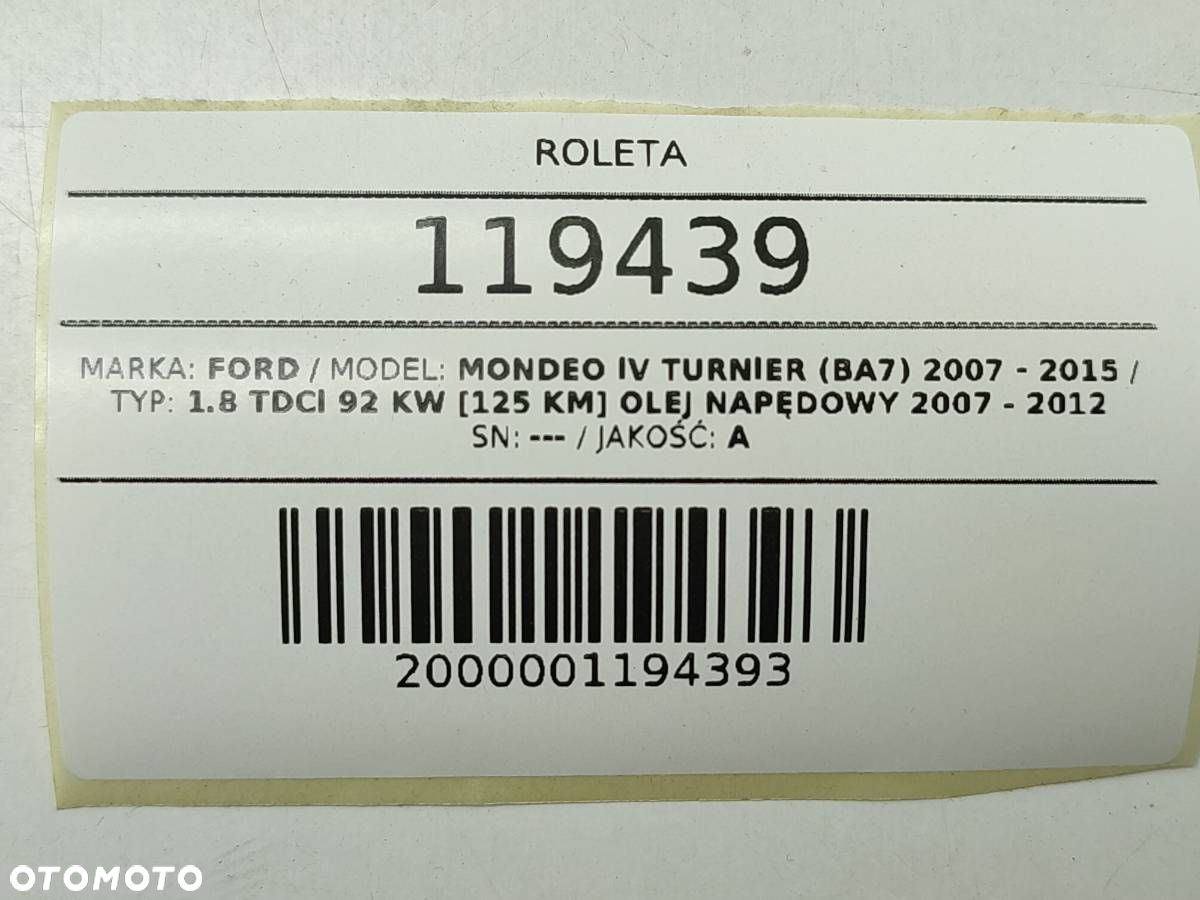 ROLETA
119439
MARKA: FORD / MODEL: MONDEO IV TURNIER (BA7) 2007 - 2015 /
TYP: 1.8 TDCI 92 KW [125 KM] OLEJ NAPĘDOWY 2007 - 2012
SN: --- / JAKOŚĆ: A
2000001194393
OTOMOTO